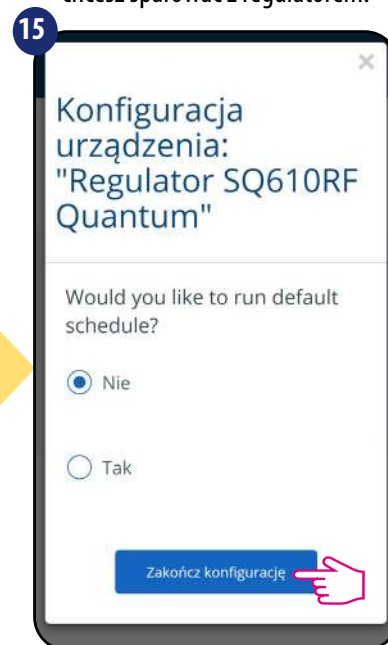 chcesz sparować z regulatorem.
15
×
Konfiguracja
urządzenia:
"Regulator SQ610RF
Quantum"
Would you like to run default
schedule?
Nie
Tak
Zakończ konfigurację